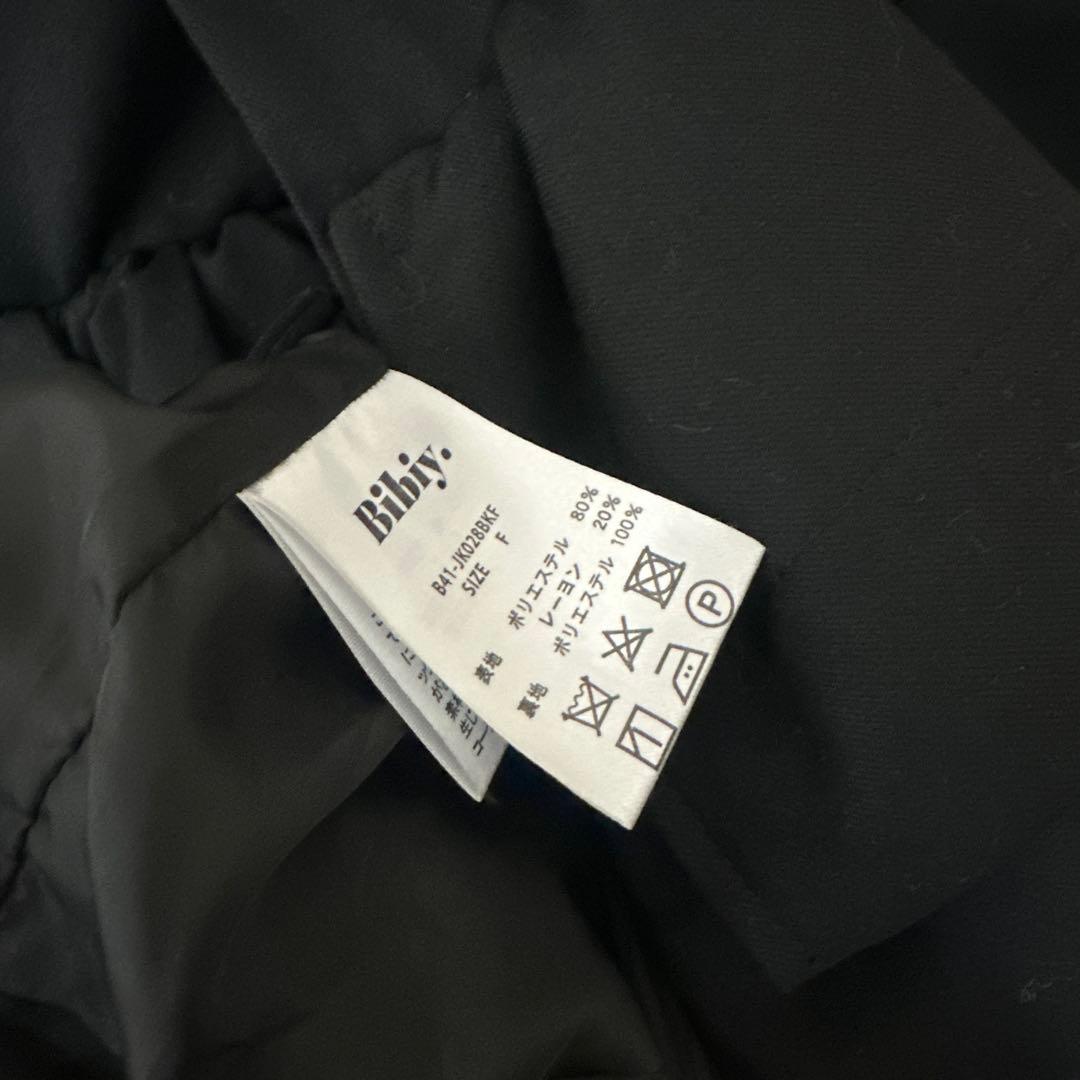 Bibiy.
B41-JK028BKF
SIZE F
表地 ポリエステル 80%
レーヨン 20%
裏地 ポリエステル 100%
P